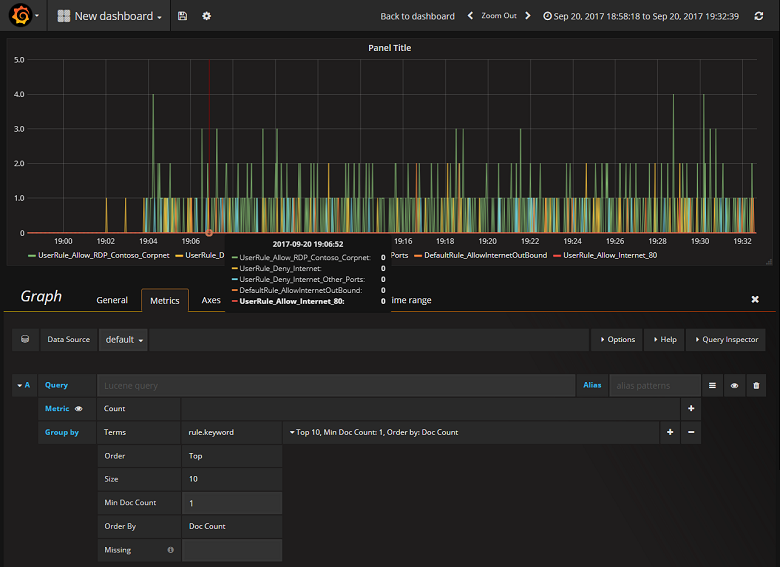 New dashboard
Back to dashboard Zoom Out Sep 20, 2017 18:58:18 to Sep 20, 2017 19:32:39
Panel Title
5.0
4.0
3.0
2.0
1.0
0
19:00 19:02 19:04 19:06 19:16 19:18 19:20 19:22 19:24 19:26 19:28 19:30 19:32
UserRule_Allow_RDP_Contoso_Corpnet UserRule_D Ports DefaultRule_AllowInternetOutBound UserRule_Allow_Internet_80
2017-09-20 19:06:52
UserRule_Allow_RDP_Contoso_Corpnet: 0
UserRule_Deny_Internet: 0
UserRule_Deny_Internet_Other_Ports: 0
DefaultRule_AllowInternetOutBound: 0
UserRule_Allow_Internet_80: 0
Graph General Metrics Axes ime range
Data Source default Options Help Query Inspector
A Query Lucene query Alias alias patterns
Metric Count
Group by Terms rule.keyword Top 10, Min Doc Count: 1, Order by: Doc Count
Order Top
Size 10
Min Doc Count 1
Order By Doc Count
Missing